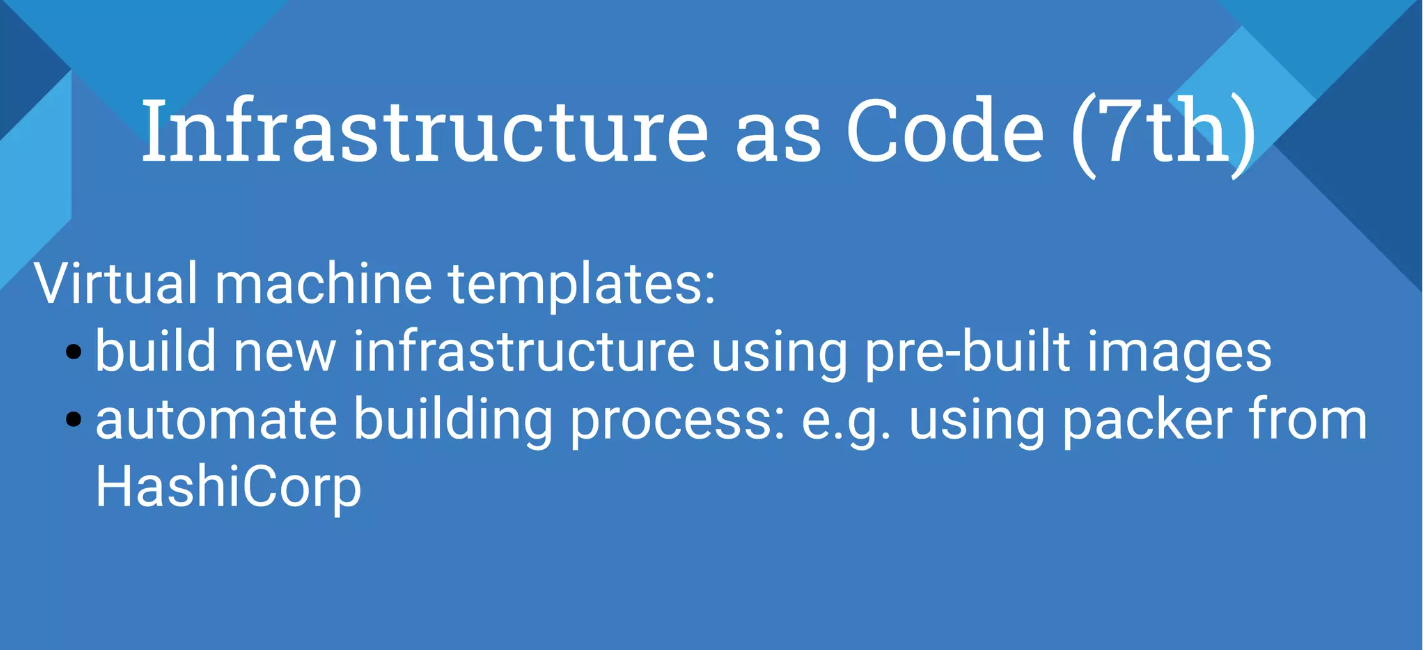 Infrastructure as Code (7th)
Virtual machine templates:
• build new infrastructure using pre-built images
• automate building process: e.g. using packer from
HashiCorp